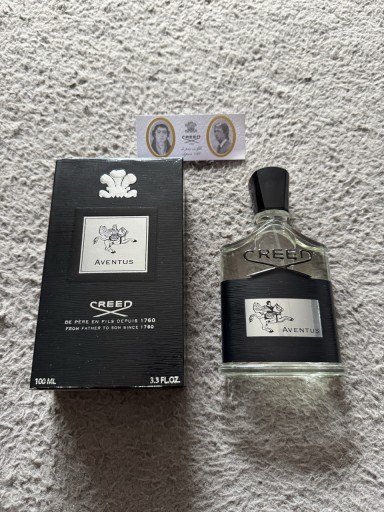 CREED
AVENTUS
CREED
DE PÈRE EN FILS DEPUIS 1760
FROM FATHER TO SON SINCE 1760
100 ML
3.3 FL.OZ.
CREED
AVENTUS